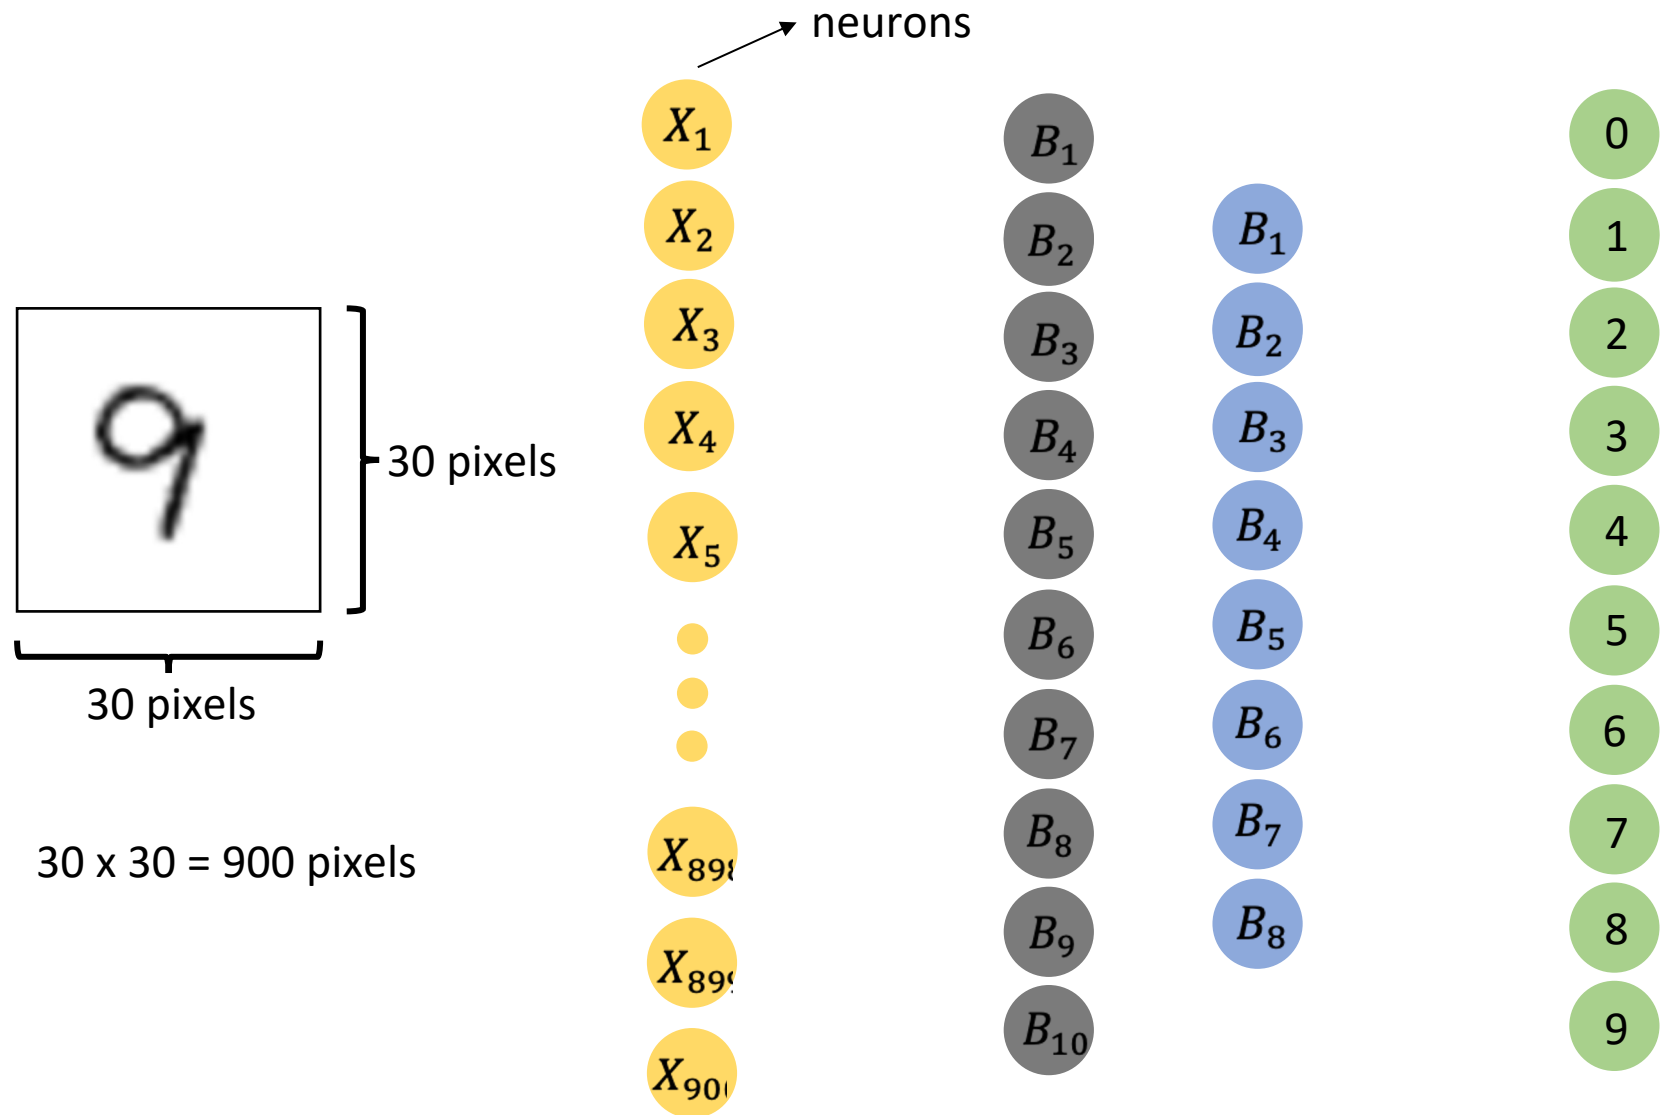 neurons
9
30 pixels
30 pixels
30 x 30 = 900 pixels
X₁
X₂
X₃
X₄
X₅
X₈₉₈
X₈₉₉
X₉₀₀
B₁
B₂
B₃
B₄
B₅
B₆
B₇
B₈
B₉
B₁₀
B₁
B₂
B₃
B₄
B₅
B₆
B₇
B₈
0
1
2
3
4
5
6
7
8
9